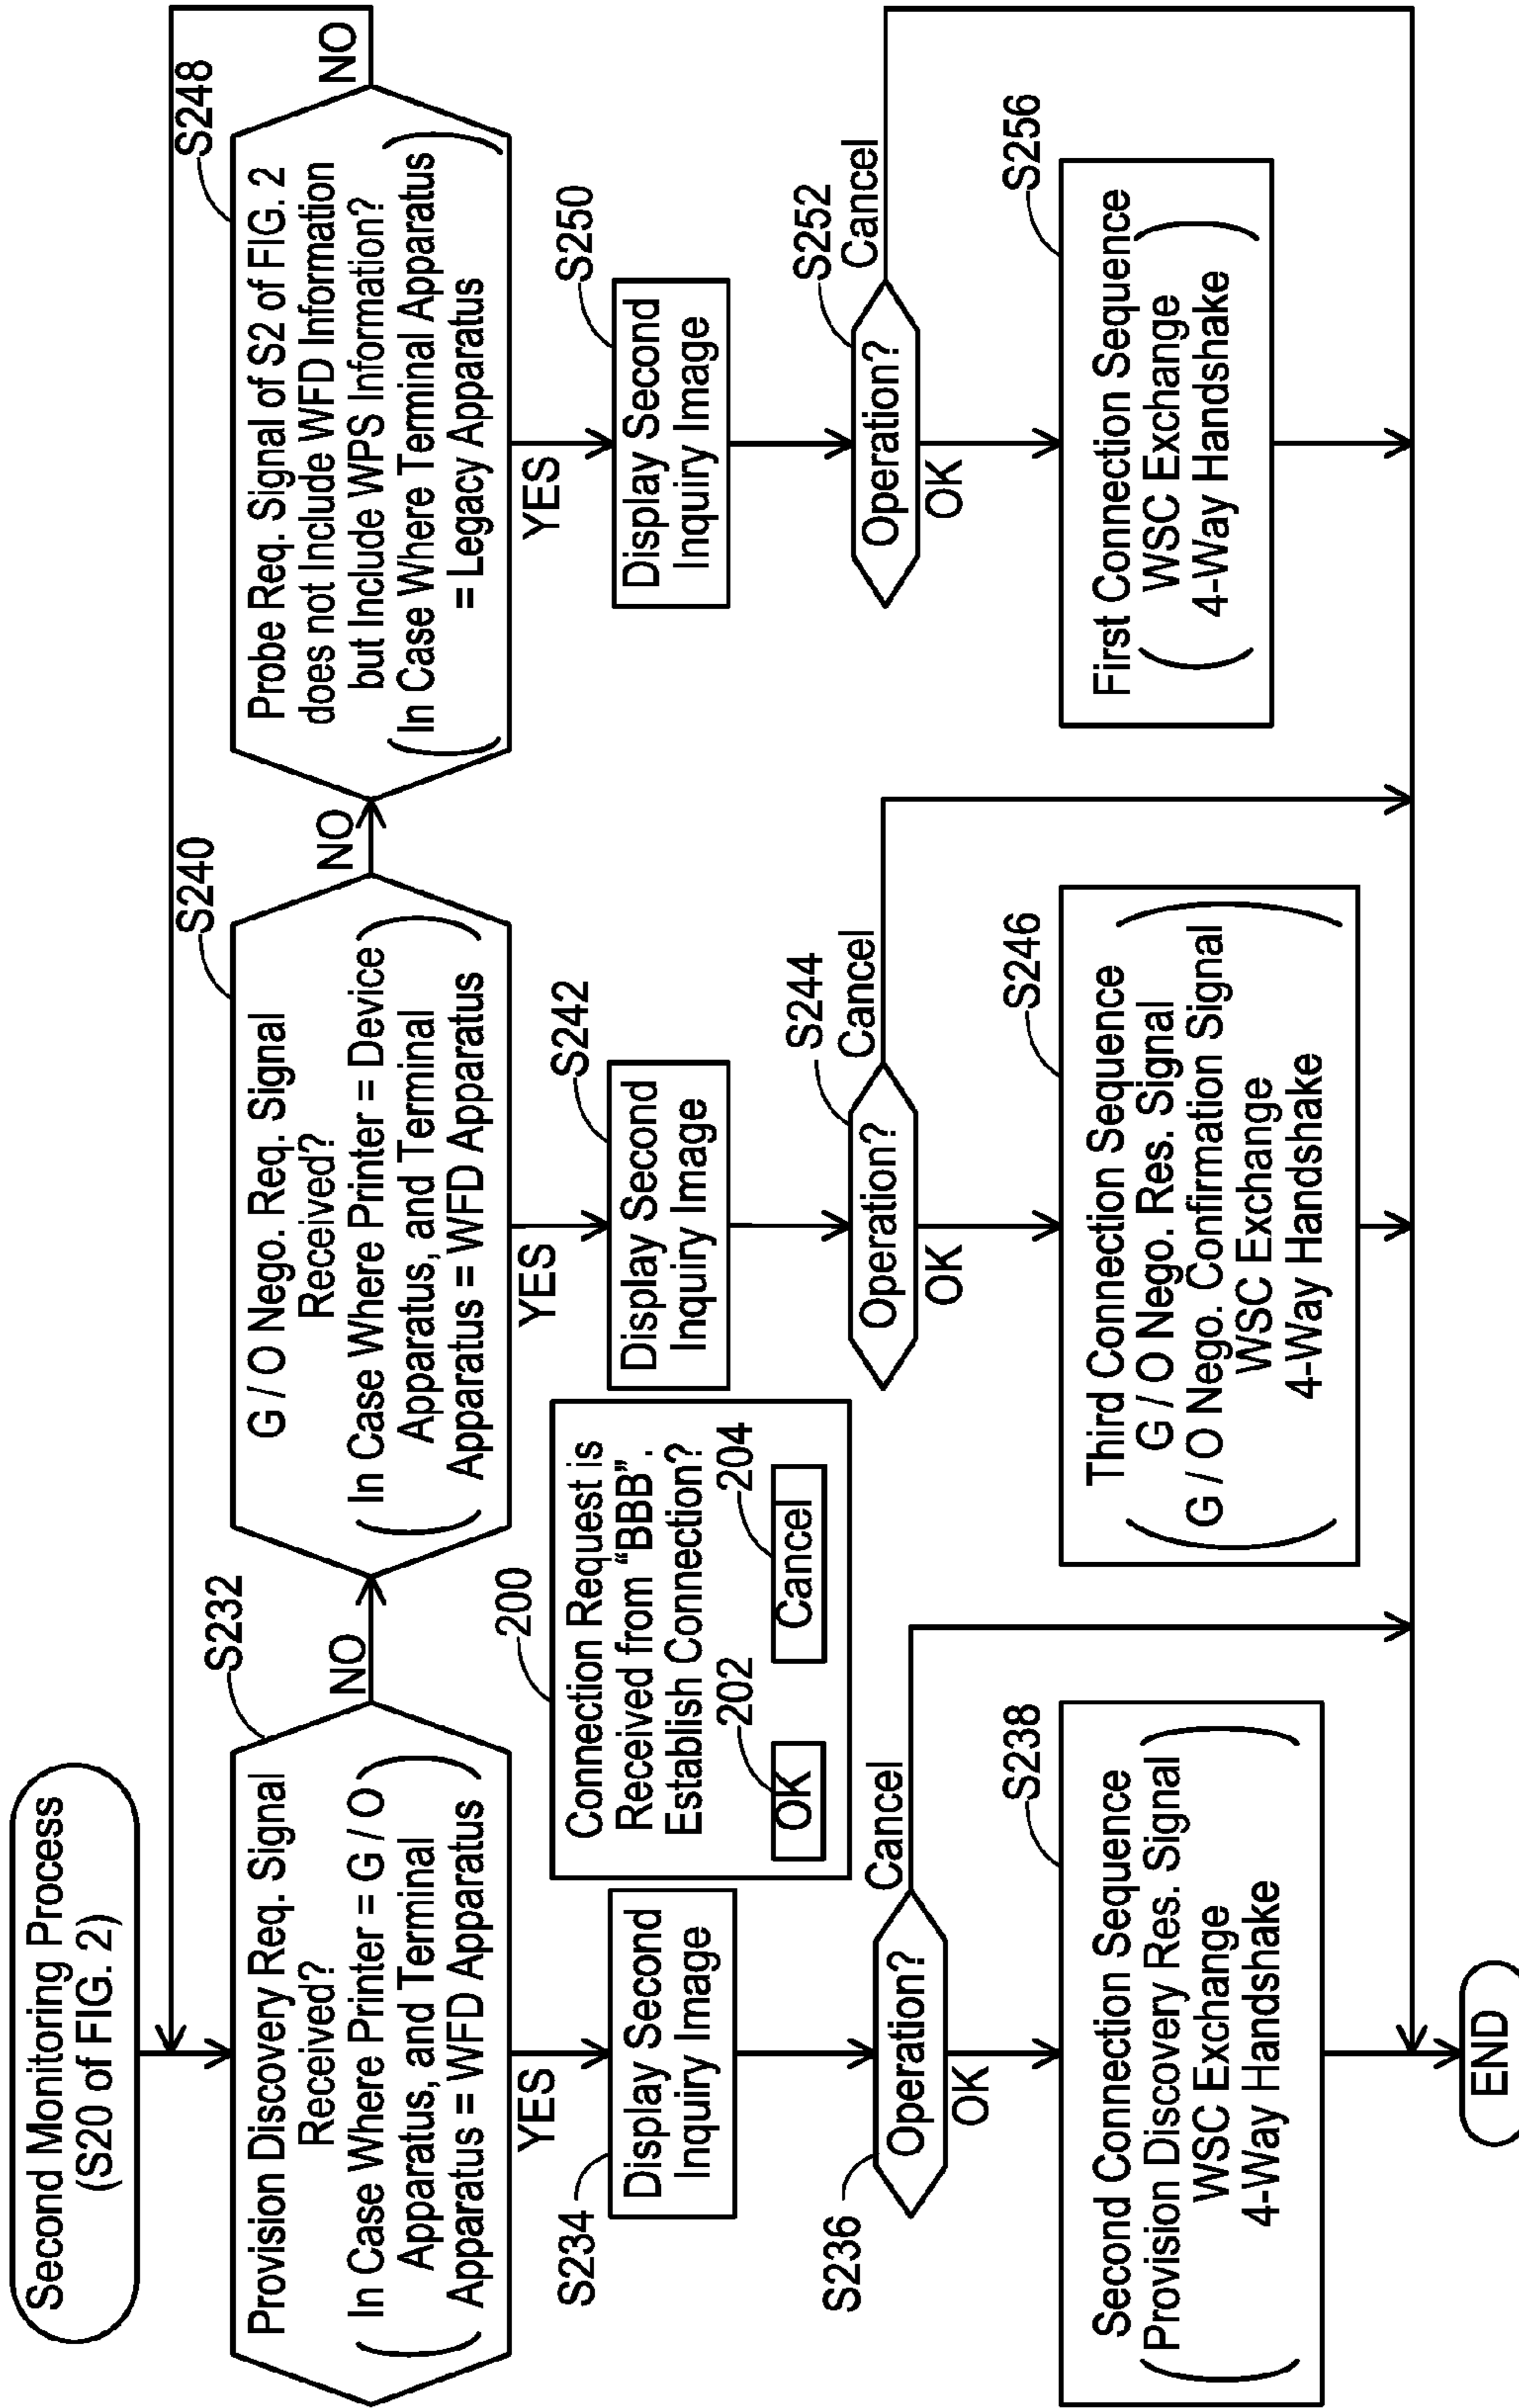 Second Monitoring Process
(S20 of FIG. 2)
S232
Provision Discovery Req. Signal
Received?
In Case Where Printer = G / O
Apparatus, and Terminal
Apparatus = WFD Apparatus
NO
YES
S234
Display Second
Inquiry Image
S236
Operation?
Cancel
OK
S238
Second Connection Sequence
Provision Discovery Res. Signal
WSC Exchange
4-Way Handshake
200
Connection Request is
Received from “BBB”.
Establish Connection?
202
204
OK
Cancel
S240
G / O Nego. Req. Signal
Received?
In Case Where Printer = Device
Apparatus, and Terminal
Apparatus = WFD Apparatus
NO
YES
S242
Display Second
Inquiry Image
S244
Operation?
Cancel
OK
S246
Third Connection Sequence
G / O Nego. Res. Signal
G / O Nego. Confirmation Signal
WSC Exchange
4-Way Handshake
S248
Probe Req. Signal of S2 of FIG. 2
does not Include WFD Information
but Include WPS Information?
In Case Where Terminal Apparatus
= Legacy Apparatus
NO
YES
S250
Display Second
Inquiry Image
S252
Operation?
Cancel
OK
S256
First Connection Sequence
WSC Exchange
4-Way Handshake
END